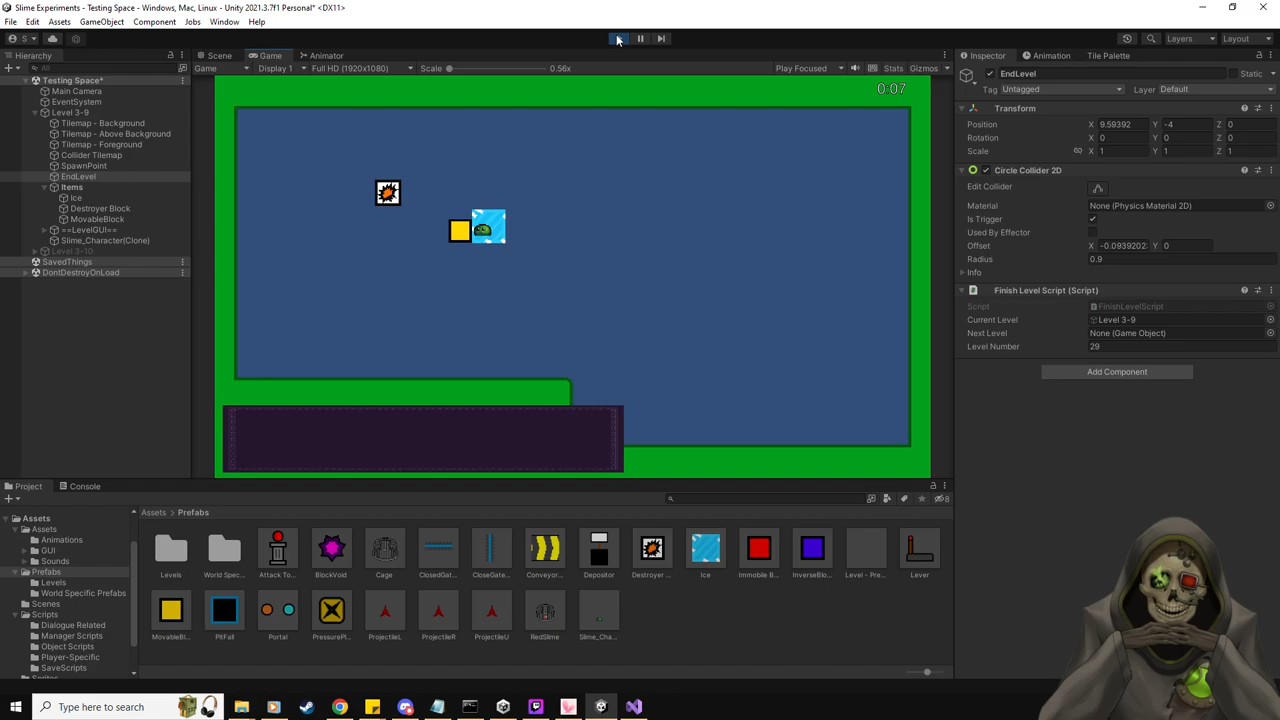 Slime Experiments - Testing Space - Windows, Mac, Linux - Unity 2021.3.7f1 Personal* <DX11>
File Edit Assets GameObject Component Jobs Window Help
S
Layers Layout
Hierarchy
Scene Game Animator
Inspector Animation Tile Palette
All
Game Display 1 Full HD (1920x1080) Scale 0.56x Play Focused Stats Gizmos
EndLevel Static
Testing Space*
Tag Untagged Layer Default
Main Camera
0:07
EventSystem
Transform
Level 3-9
Position X 9.59392 Y -4 Z 0
Tilemap - Background
Rotation X 0 Y 0 Z 0
Tilemap - Above Background
Scale X 1 Y 1 Z 1
Tilemap - Foreground
Collider Tilemap
Circle Collider 2D
SpawnPoint
Edit Collider
EndLevel
Material None (Physics Material 2D)
Items
Is Trigger
Ice
Used By Effector
Destroyer Block
Offset X -0.0939202 Y 0
MovableBlock
Radius 0.9
==LevelGUI==
Info
Slime_Character(Clone)
Level 3-10
Finish Level Script (Script)
SavedThings
Script FinishLevelScript
DontDestroyOnLoad
Current Level Level 3-9
Next Level None (Game Object)
Level Number 29
Add Component
Project Console
8
Assets > Prefabs
Assets
Assets
Animations
GUI
Sounds
Prefabs
Levels
World Specific Prefabs
Scenes
Scripts
Dialogue Related
Manager Scripts
Object Scripts
Player-Specific
SaveScripts
Levels World Spec... Attack To... BlockVoid Cage ClosedGat... CloseGate... Conveyor... Depositor Destroyer ... Ice Immobile B... InverseBlo... Level - Pre... Lever
MovableBl... PitFall Portal PressurePl... ProjectileL ProjectileR ProjectileU RedSlime Slime_Cha...
Type here to search